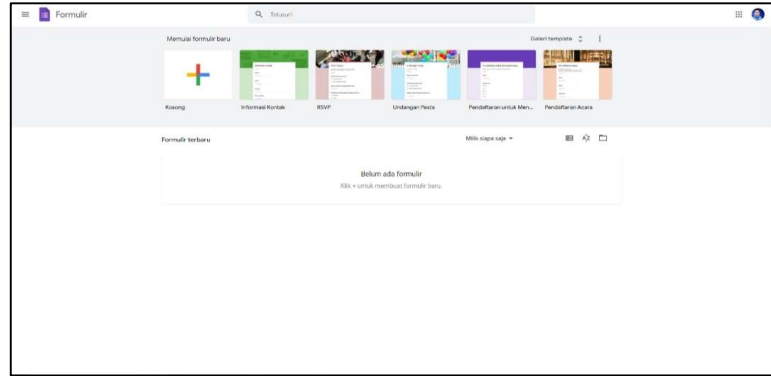 Formulir
Telusuri
Memulai formulir baru
Galeri template
Kosong
Informasi Kontak
RSVP
Undangan Pesta
Pendaftaran untuk Men...
Pendaftaran Acara
Formulir terbaru
Milik siapa saja
Belum ada formulir
Klik + untuk membuat formulir baru.